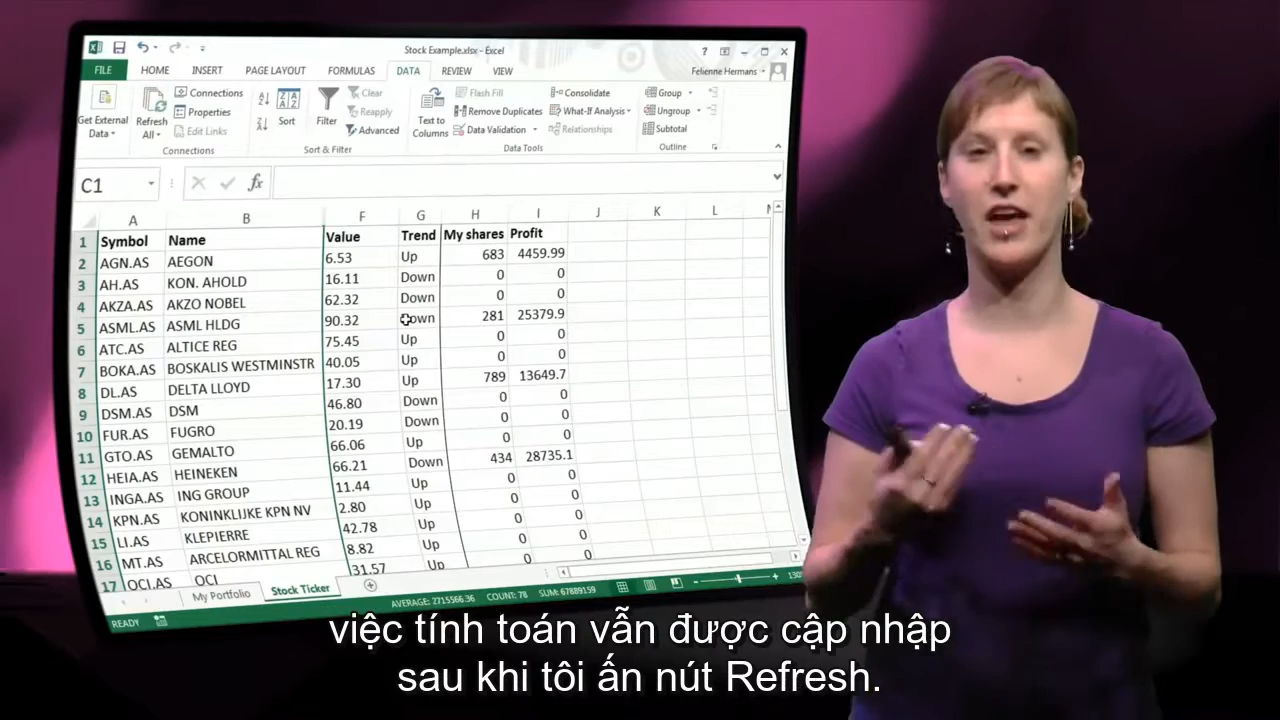 Stock Example.xlsx - Excel
FILE HOME INSERT PAGE LAYOUT FORMULAS DATA REVIEW VIEW Felienne Hermans
Get External Data
Refresh All
Connections
Properties
Edit Links
Connections
Sort
Filter
Clear
Reapply
Advanced
Sort & Filter
Text to Columns
Flash Fill
Remove Duplicates
Data Validation
Consolidate
What-If Analysis
Relationships
Data Tools
Group
Ungroup
Subtotal
Outline
C1 fx
A B F G H I J K L
1 Symbol Name Value Trend My shares Profit
2 AGN.AS AEGON 6.53 Up 683 4459.99
3 AH.AS KON. AHOLD 16.11 Down 0 0
4 AKZA.AS AKZO NOBEL 62.32 Down 0 0
5 ASML.AS ASML HLDG 90.32 Down 281 25379.9
6 ATC.AS ALTICE REG 75.45 Up 0 0
7 BOKA.AS BOSKALIS WESTMINSTR 40.05 Up 0 0
8 DL.AS DELTA LLOYD 17.30 Up 789 13649.7
9 DSM.AS DSM 46.80 Down 0 0
10 FUR.AS FUGRO 20.19 Down 0 0
11 GTO.AS GEMALTO 66.06 Up 0 0
12 HEIA.AS HEINEKEN 66.21 Down 434 28735.1
13 INGA.AS ING GROUP 11.44 Up 0 0
14 KPN.AS KONINKLIJKE KPN NV 2.80 Up 0 0
15 LI.AS KLEPIERRE 42.78 Up 0 0
16 MT.AS ARCELORMITTAL REG 8.82 Up 0 0
17 OCI.AS OCI 31.57 Up 0 0
My Portfolio Stock Ticker
READY AVERAGE: 2715566.36 COUNT: 78 SUM: 67889159 130%
việc tính toán vẫn được cập nhập
sau khi tôi ấn nút Refresh.